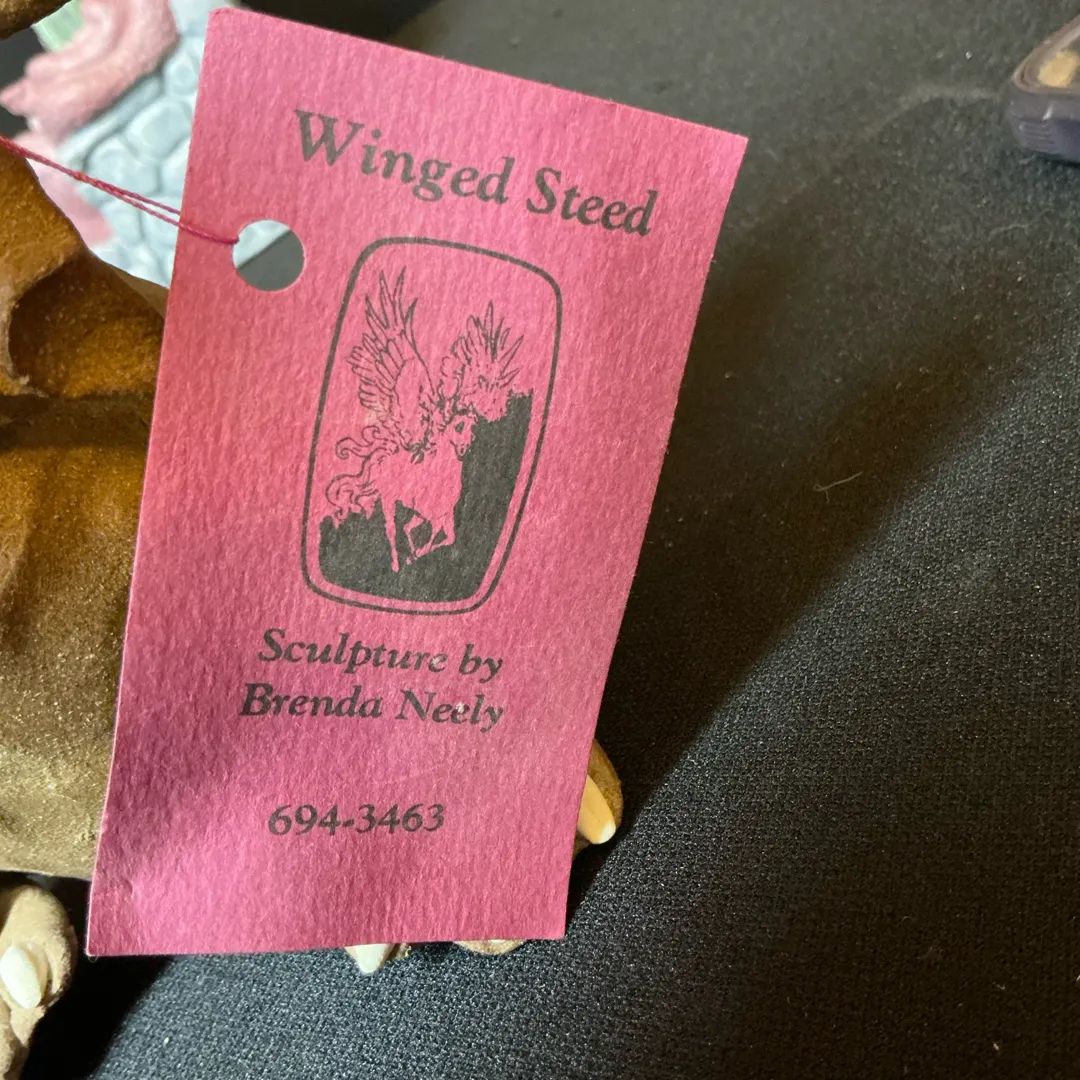 Winged Steed
Sculpture by
Brenda Neely
694-3463